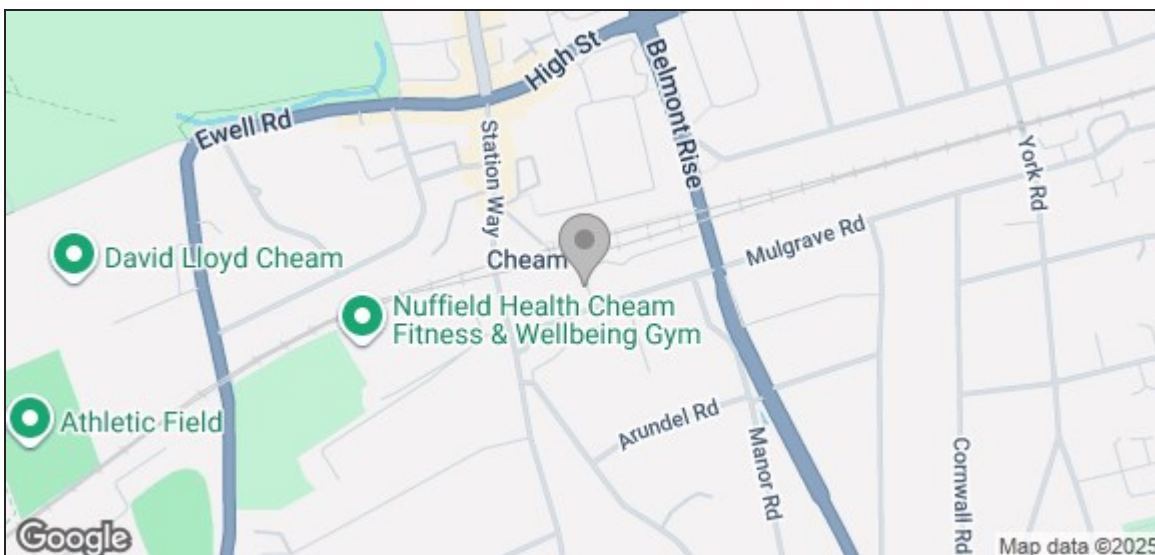 High St
Belmont Rise
Ewell Rd
Station Way
York Rd
Mulgrave Rd
David Lloyd Cheam
Cheam
Nuffield Health Cheam
Fitness & Wellbeing Gym
Athletic Field
Arundel Rd
Manor Rd
Cornwall Rd
Google
Map data ©2025